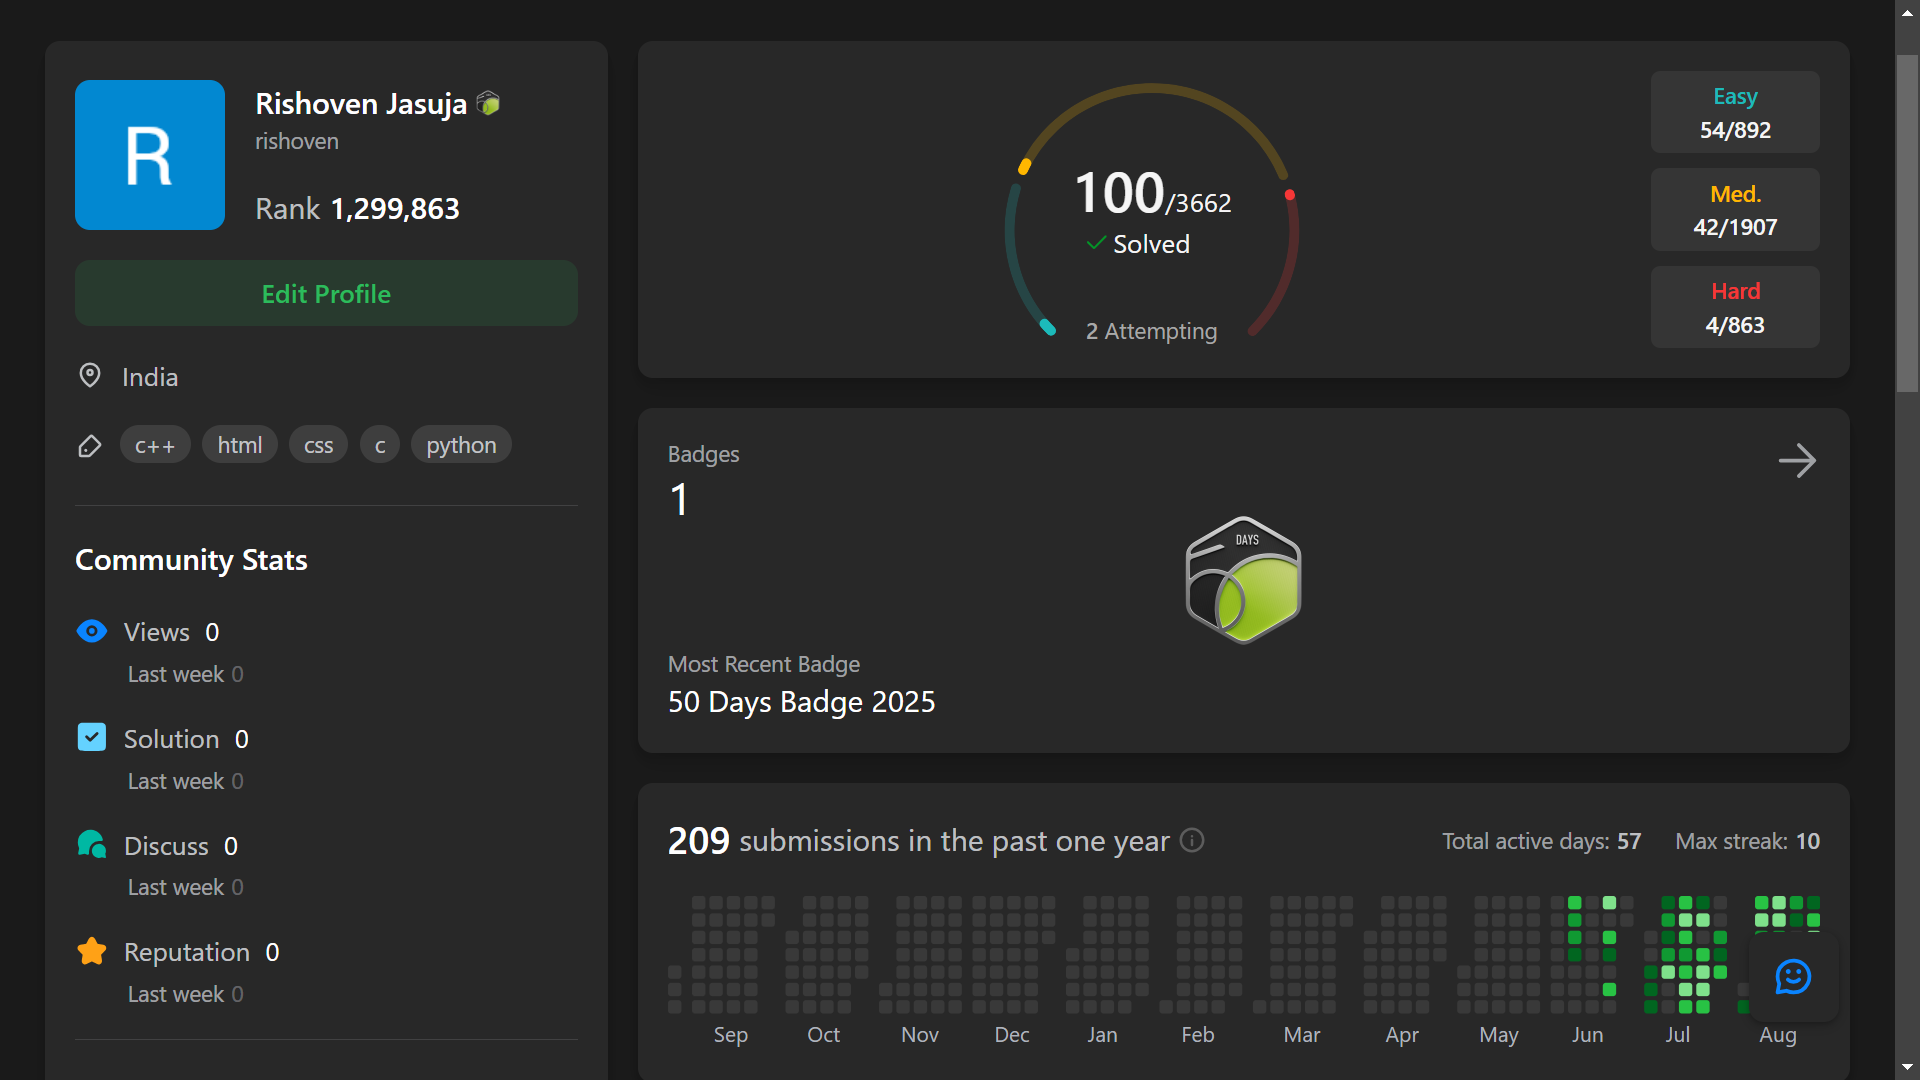 R
Rishoven Jasuja
rishoven
Rank 1,299,863
Edit Profile
India
c++ html css c python
Community Stats
Views 0
Last week 0
Solution 0
Last week 0
Discuss 0
Last week 0
Reputation 0
Last week 0
100/3662
Solved
2 Attempting
Easy
54/892
Med.
42/1907
Hard
4/863
Badges
1
DAYS
Most Recent Badge
50 Days Badge 2025
209 submissions in the past one year
Total active days: 57 Max streak: 10
Sep Oct Nov Dec Jan Feb Mar Apr May Jun Jul Aug